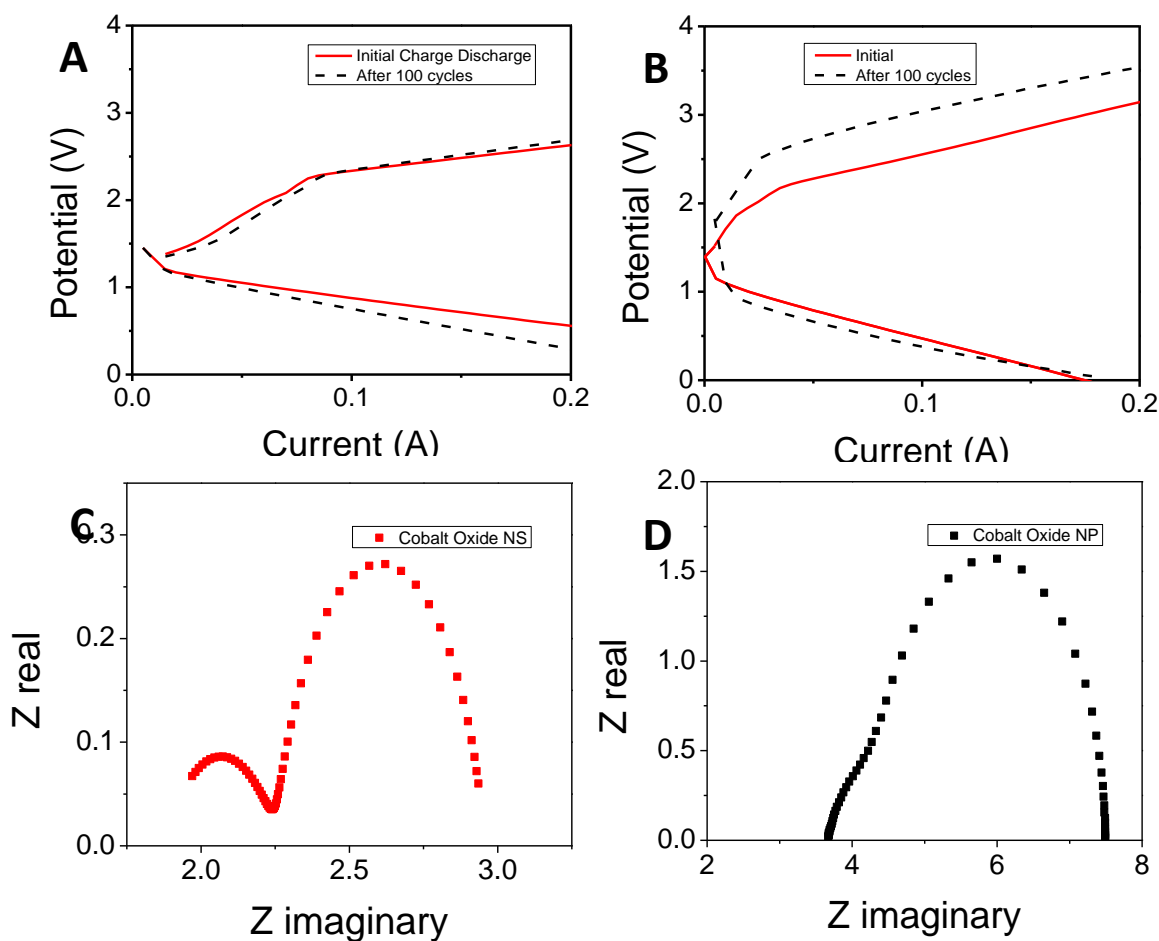 A
Initial Charge Discharge
After 100 cycles
4
3
2
1
0
Potential (V)
0.0
0.1
0.2
Current (A)
B
Initial
After 100 cycles
4
3
2
1
0
Potential (V)
0.0
0.1
0.2
Current (A)
C
Cobalt Oxide NS
0.3
0.2
0.1
0.0
Z real
2.0
2.5
3.0
Z imaginary
D
Cobalt Oxide NP
2.0
1.5
1.0
0.5
0.0
Z real
2
4
6
8
Z imaginary